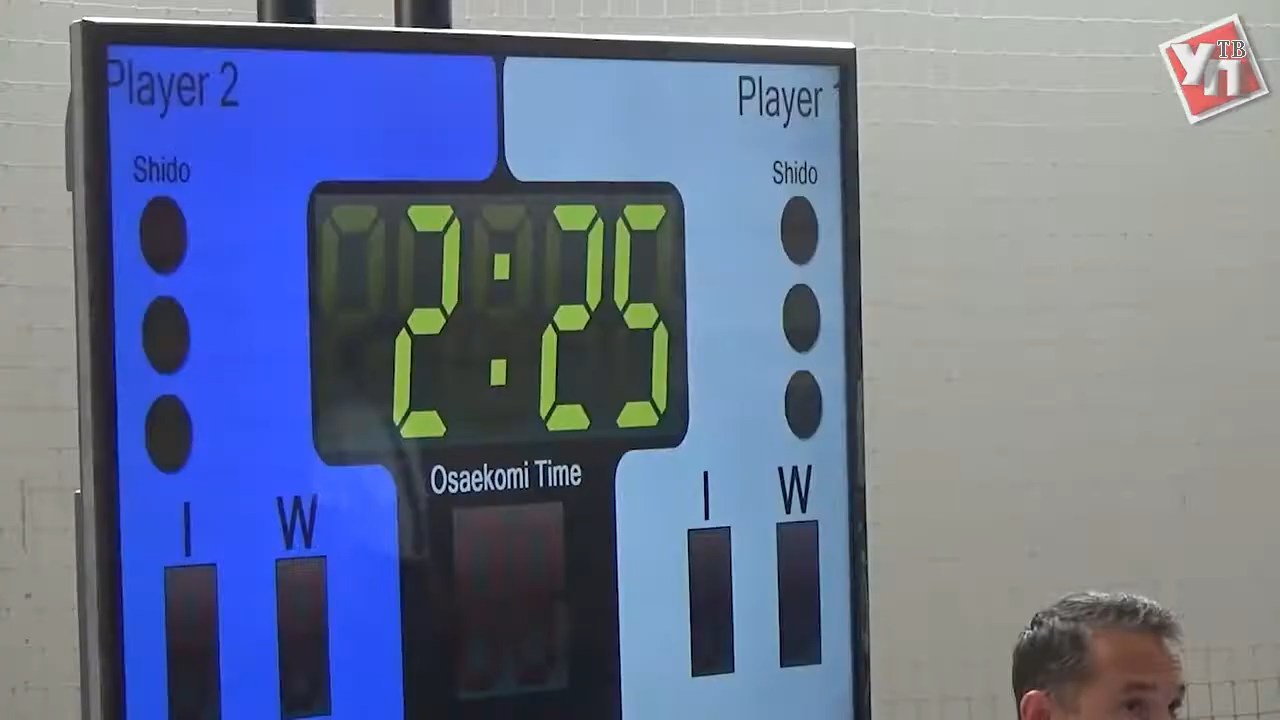 Player 2
Player 1
Shido
Shido
2:25
Osaekomi Time
I W
I W
УП ТВ